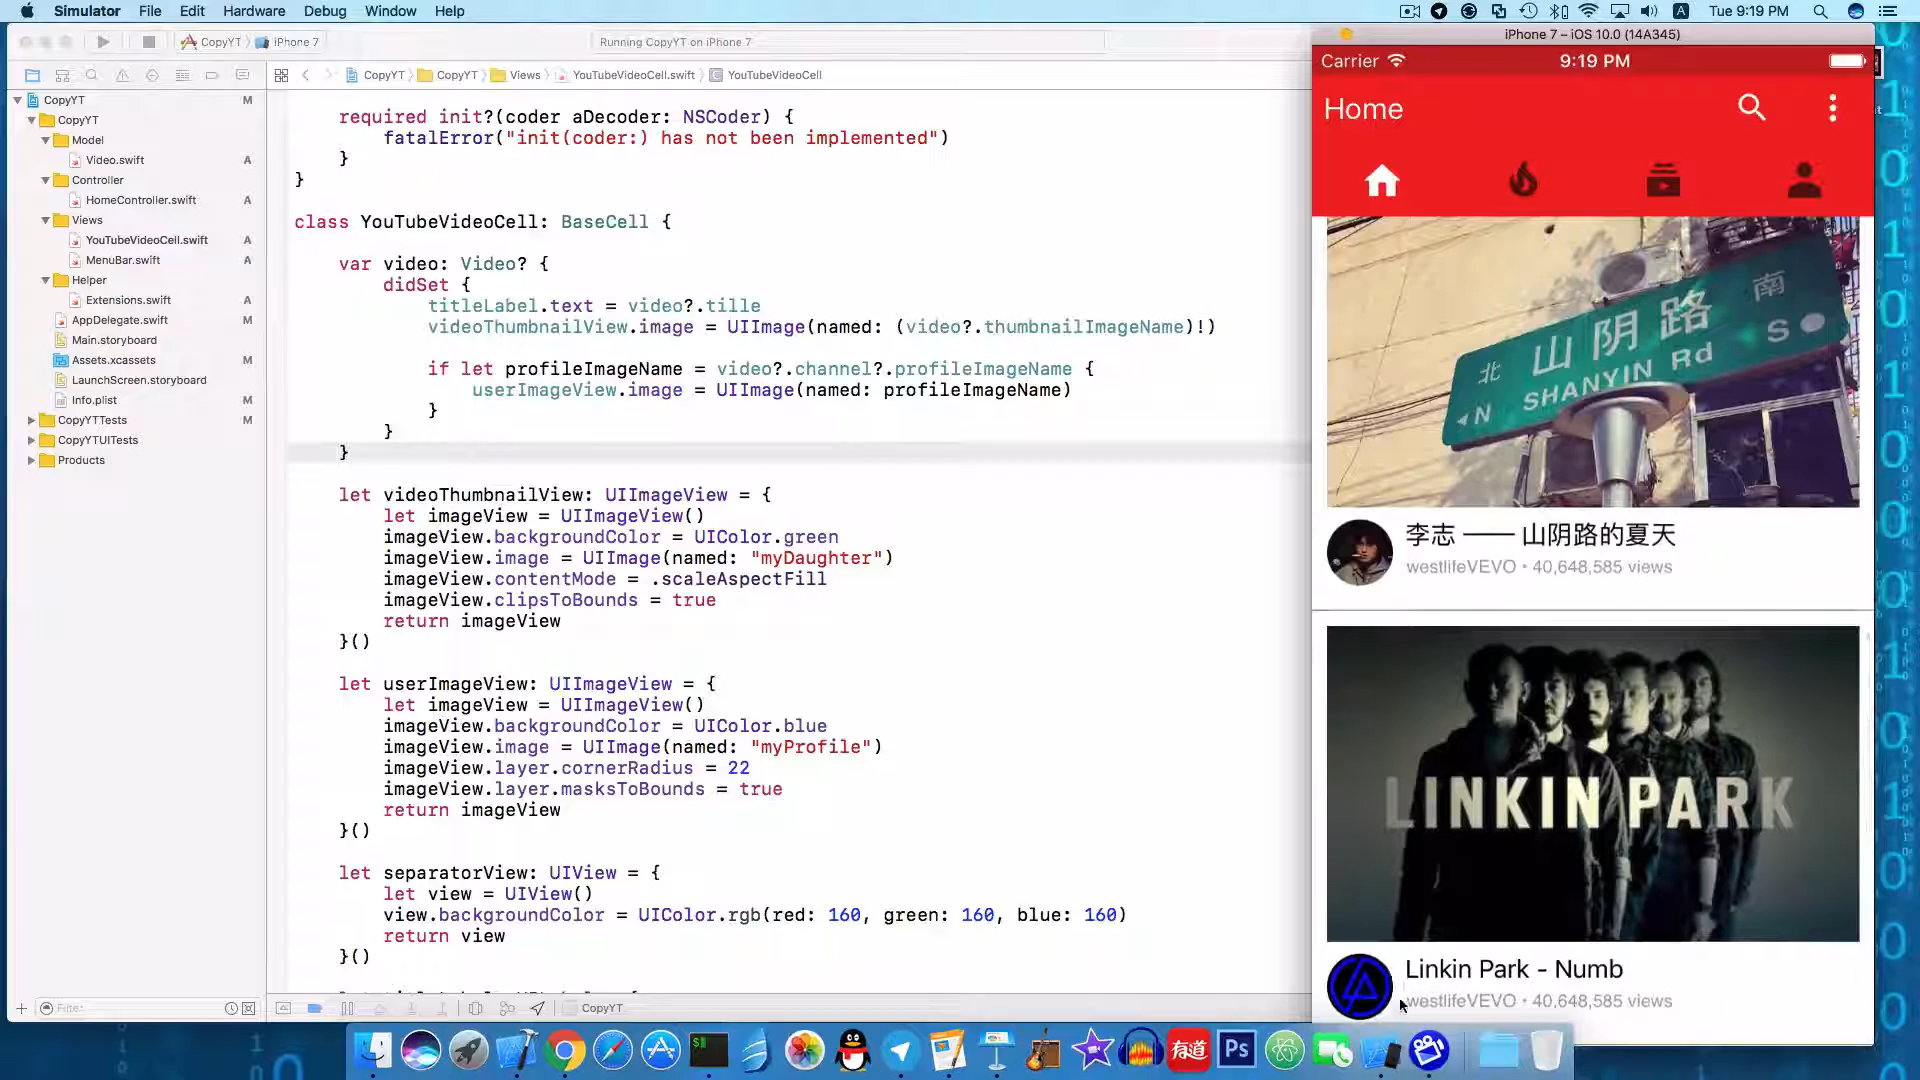 Simulator File Edit Hardware Debug Window Help
Tue 9:19 PM
CopyYT iPhone 7
Running CopyYT on iPhone 7
iPhone 7 – iOS 10.0 (14A345)
CopyYT CopyYT Views YouTubeVideoCell.swift YouTubeVideoCell
CopyYT M
CopyYT
Model
Video.swift A
Controller
HomeController.swift A
Views
YouTubeVideoCell.swift A
MenuBar.swift A
Helper
Extensions.swift A
AppDelegate.swift M
Main.storyboard
Assets.xcassets M
LaunchScreen.storyboard
Info.plist M
CopyYTTests M
CopyYTUITests
Products
Filter
required init?(coder aDecoder: NSCoder) {
fatalError("init(coder:) has not been implemented")
}
}
class YouTubeVideoCell: BaseCell {
var video: Video? {
didSet {
titleLabel.text = video?.tille
videoThumbnailView.image = UIImage(named: (video?.thumbnailImageName)!)
if let profileImageName = video?.channel?.profileImageName {
userImageView.image = UIImage(named: profileImageName)
}
}
}
let videoThumbnailView: UIImageView = {
let imageView = UIImageView()
imageView.backgroundColor = UIColor.green
imageView.image = UIImage(named: "myDaughter")
imageView.contentMode = .scaleAspectFill
imageView.clipsToBounds = true
return imageView
}()
let userImageView: UIImageView = {
let imageView = UIImageView()
imageView.backgroundColor = UIColor.blue
imageView.image = UIImage(named: "myProfile")
imageView.layer.cornerRadius = 22
imageView.layer.masksToBounds = true
return imageView
}()
let separatorView: UIView = {
let view = UIView()
view.backgroundColor = UIColor.rgb(red: 160, green: 160, blue: 160)
return view
}()
CopyYT
Carrier 9:19 PM
Home
北 山阴路 南
N SHANYIN Rd S
李志 —— 山阴路的夏天
westlifeVEVO • 40,648,585 views
LINKIN PARK
Linkin Park - Numb
westlifeVEVO • 40,648,585 views
有道
Ps